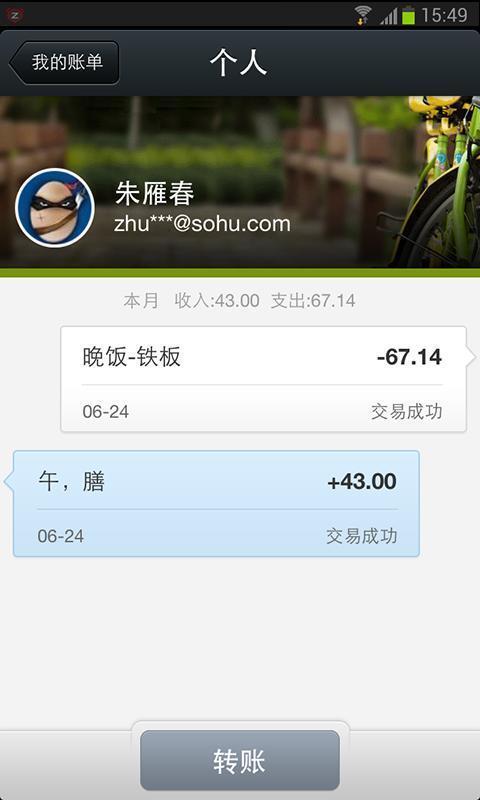 15:49
我的账单
个人
朱雁春
zhu***@sohu.com
本月 收入:43.00 支出:67.14
晚饭-铁板 -67.14
06-24 交易成功
午，膳 +43.00
06-24 交易成功
转账